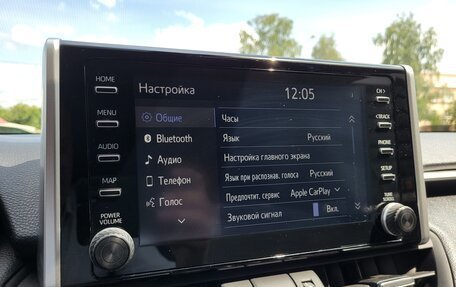 HOME
MENU
AUDIO
MAP
POWER
VOLUME
Настройка
12:05
Общие
Bluetooth
Аудио
Телефон
Голос
Часы
Язык Русский
Настройка главного экрана
Язык при распознав. голоса Русский
Предпочтит. сервис Apple CarPlay
Звуковой сигнал Вкл.
CH >
< TRACK
PHONE
SETUP
TUNE
SCROLL